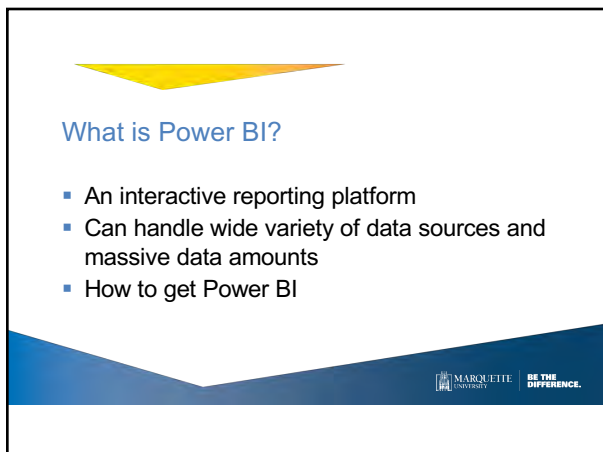 What is Power BI?
▪ An interactive reporting platform
▪ Can handle wide variety of data sources and
massive data amounts
▪ How to get Power BI
MARQUETTE
UNIVERSITY
BE THE
DIFFERENCE.